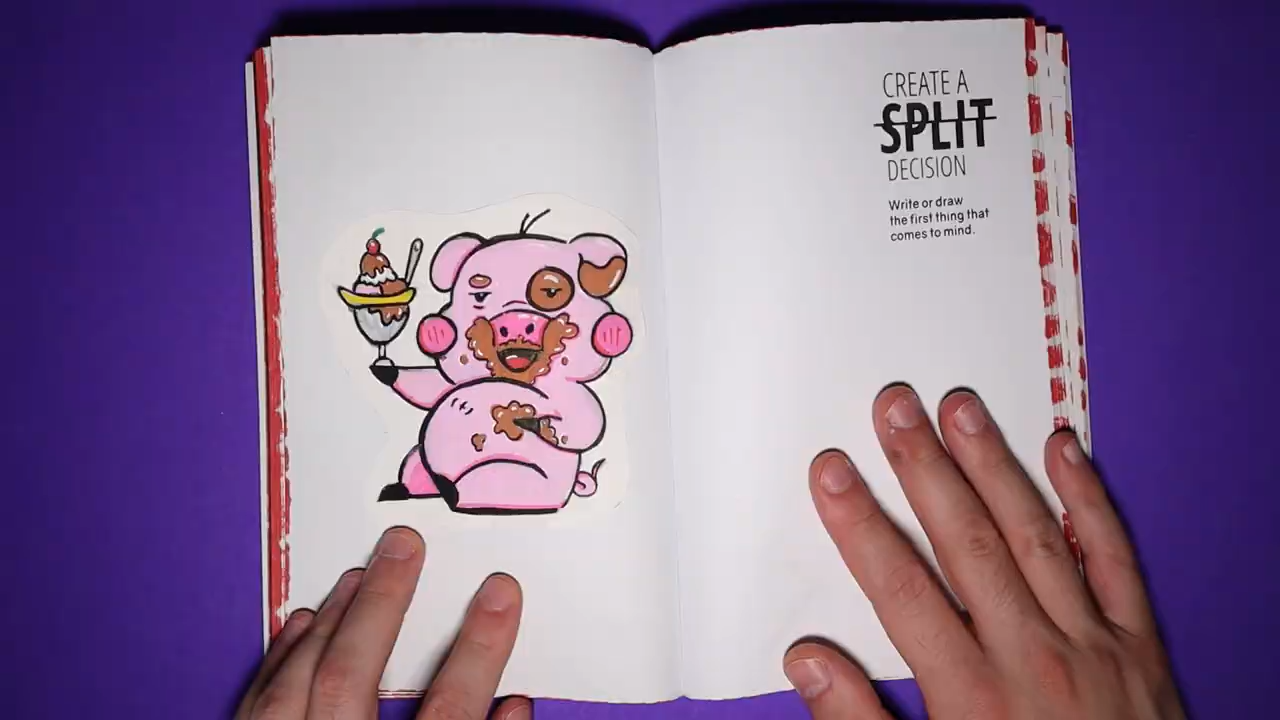 CREATE A
SPLIT
DECISION
Write or draw
the first thing that
comes to mind.